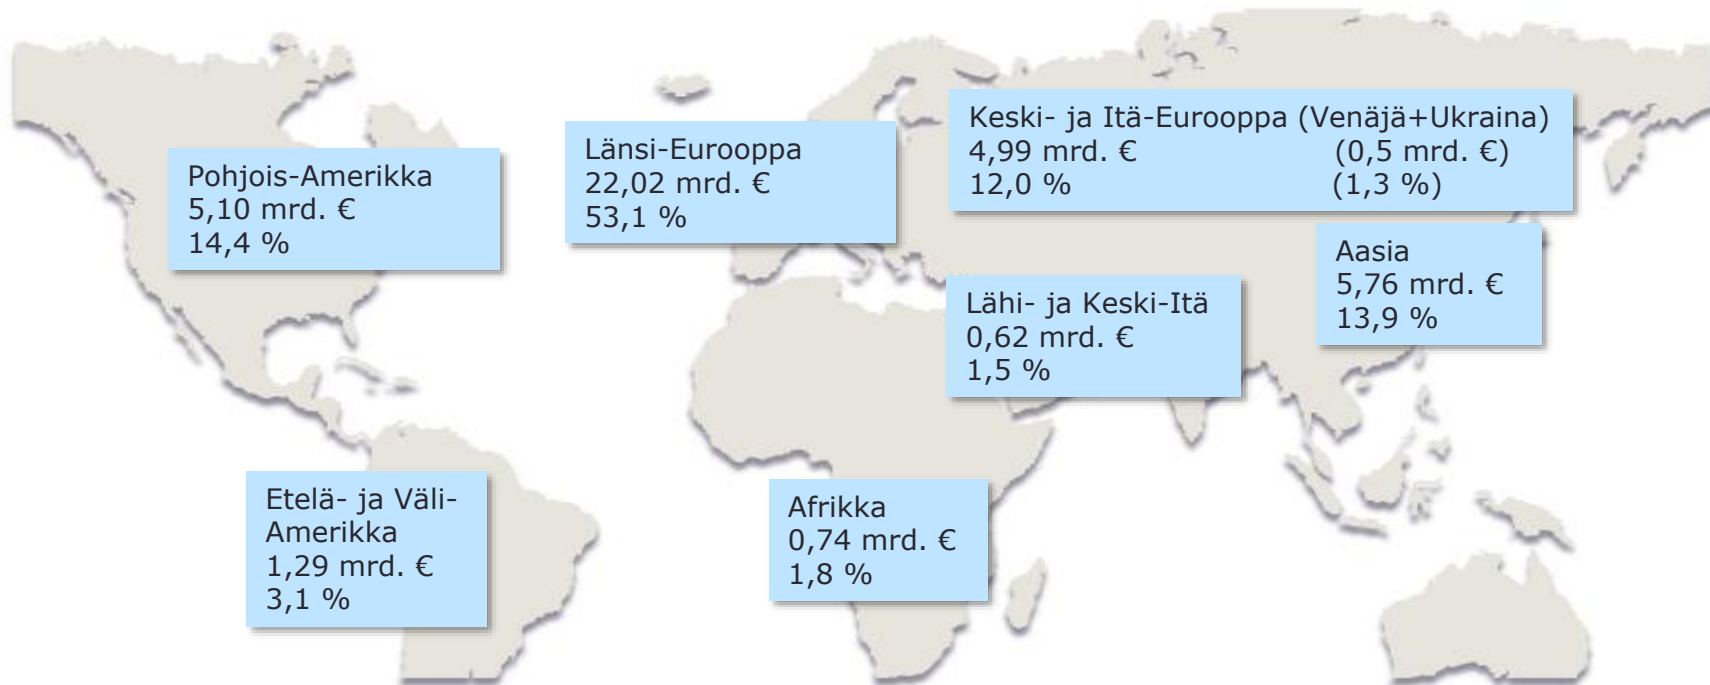 Pohjois-Amerikka
5,10 mrd. €
14,4 %
Länsi-Eurooppa
22,02 mrd. €
53,1 %
Keski- ja Itä-Eurooppa (Venäjä+Ukraina)
4,99 mrd. € (0,5 mrd. €)
12,0 % (1,3 %)
Aasia
5,76 mrd. €
13,9 %
Lähi- ja Keski-Itä
0,62 mrd. €
1,5 %
Etelä- ja Väli-
Amerikka
1,29 mrd. €
3,1 %
Afrikka
0,74 mrd. €
1,8 %